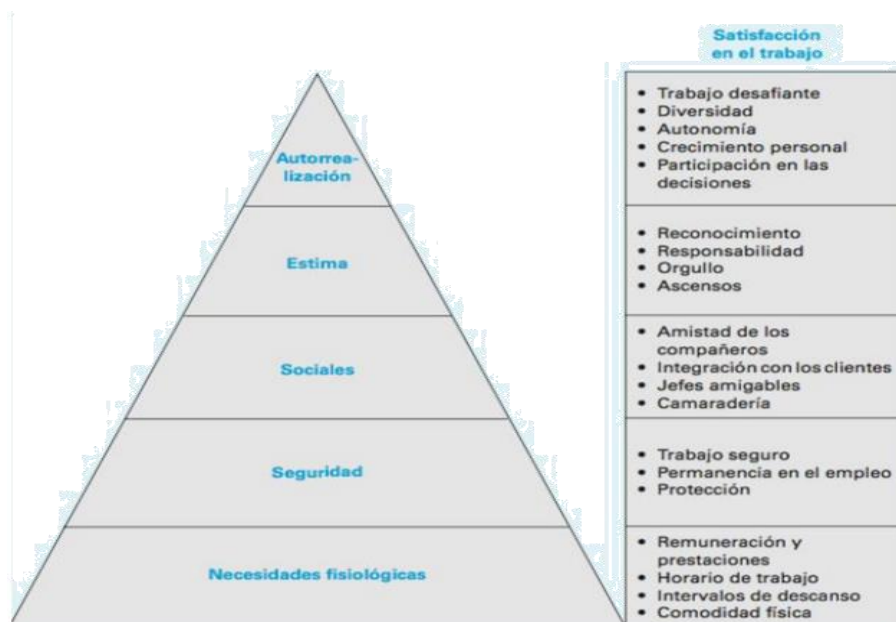 Satisfacción
en el trabajo
Autorrea-
lización
• Trabajo desafiante
• Diversidad
• Autonomía
• Crecimiento personal
• Participación en las
decisiones
Estima
• Reconocimiento
• Responsabilidad
• Orgullo
• Ascensos
Sociales
• Amistad de los
compañeros
• Integración con los clientes
• Jefes amigables
• Camaradería
Seguridad
• Trabajo seguro
• Permanencia en el empleo
• Protección
Necesidades fisiológicas
• Remuneración y
prestaciones
• Horario de trabajo
• Intervalos de descanso
• Comodidad física